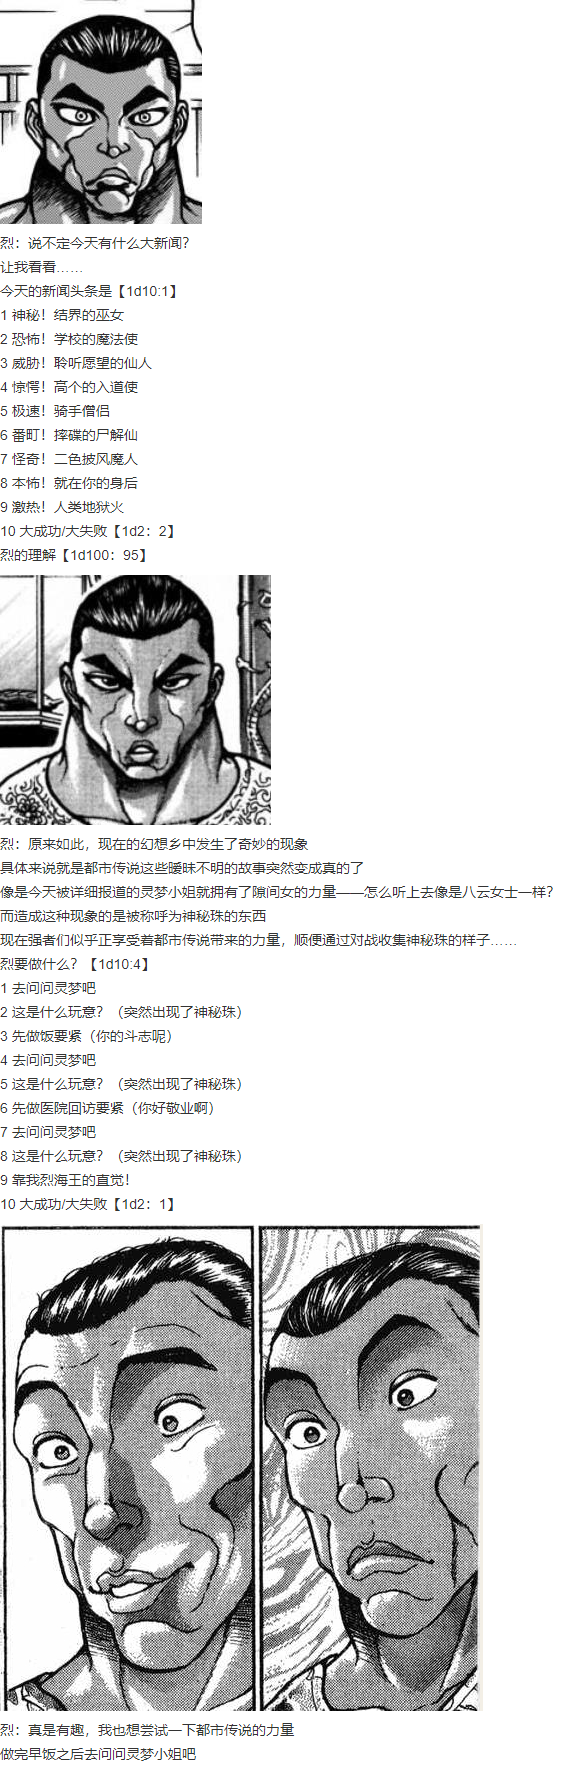 烈：说不定今天有什么大新闻？
让我看看……
今天的新闻头条是【1d10:1】
1 神秘！结界的巫女
2 恐怖！学校的魔法使
3 威胁！聆听愿望的仙人
4 惊愕！高个的入道使
5 极速！骑手僧侣
6 番町！摔碟的尸解仙
7 怪奇！二色披风魔人
8 本怖！就在你的身后
9 激热！人类地狱火
10 大成功/大失败【1d2：2】
烈的理解【1d100：95】
烈：原来如此，现在的幻想乡中发生了奇妙的现象
具体来说就是都市传说这些暧昧不明的故事突然变成真的了
像是今天被详细报道的灵梦小姐就拥有了隙间女的力量——怎么听上去像是八云女士一样？
而造成这种现象的是被称呼为神秘珠的东西
现在强者们似乎正享受着都市传说带来的力量，顺便通过对战收集神秘珠的样子……
烈要做什么？【1d10:4】
1 去问问灵梦吧
2 这是什么玩意？（突然出现了神秘珠）
3 先做饭要紧（你的斗志呢）
4 去问问灵梦吧
5 这是什么玩意？（突然出现了神秘珠）
6 先做医院回访要紧（你好敬业啊）
7 去问问灵梦吧
8 这是什么玩意？（突然出现了神秘珠）
9 靠我烈海王的直觉！
10 大成功/大失败【1d2：1】
烈：真是有趣，我也想尝试一下都市传说的力量
做完早饭之后去问问灵梦小姐吧